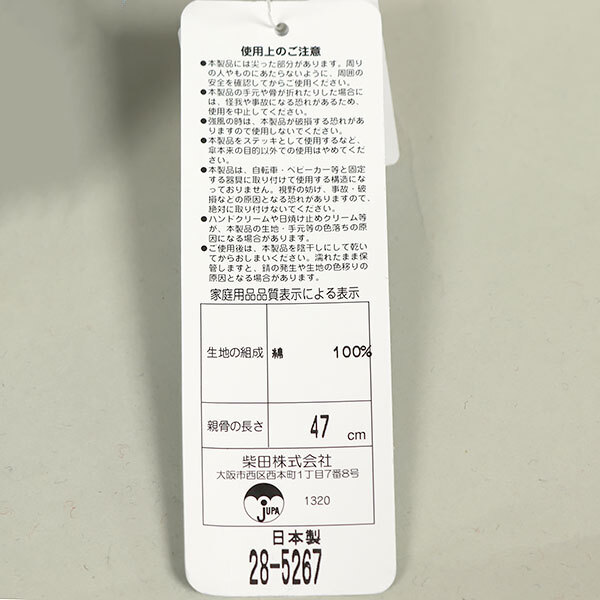 使用上のご注意
●本製品には尖った部分があります。周り
の人やものにあたらないように、周囲の
安全を確認してからご使用ください。
●本製品の手元や骨が折れたりした場合に
は、怪我や事故になる恐れがあるため、
使用を中止してください。
●強風の時は、本製品が破損する恐れがあ
りますので使用しないでください。
●本製品をステッキとして使用するなど、
傘本来の目的以外での使用はやめてくだ
さい。
●本製品は、自転車・ベビーカー等と固定
する器具に取り付けて使用する構造にな
っておりません。視野の妨げ、事故・破
損などの原因となる恐れがありますので、
絶対に取り付けないでください。
●ハンドクリームや日焼け止めクリーム等
が、本製品の生地・手元等の色落ちの原
因になる場合があります。
●ご使用後は、本製品を陰干しにして乾い
てからおしまいください。濡れたまま保
管しますと、錆の発生や生地の色移りの
原因となる場合があります。
家庭用品品質表示による表示
生地の組成 綿 100%
親骨の長さ 47 cm
柴田株式会社
大阪市西区西本町1丁目7番8号
JUPA 1320
日本製
28-5267